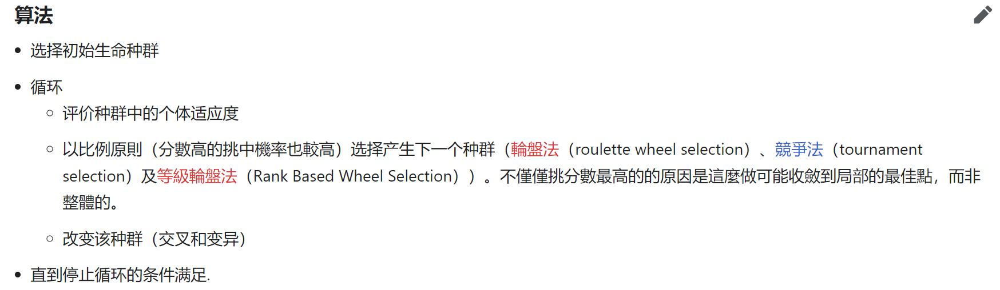 算法
选择初始生命种群
循环
评价种群中的个体适应度
以比例原則（分數高的挑中機率也較高）选择产生下一个种群（輪盤法（roulette wheel selection）、競爭法（tournament
selection）及等級輪盤法（Rank Based Wheel Selection））。不僅僅挑分數最高的的原因是這麼做可能收斂到局部的最佳點，而非
整體的。
改变该种群（交叉和变异）
直到停止循环的条件满足.